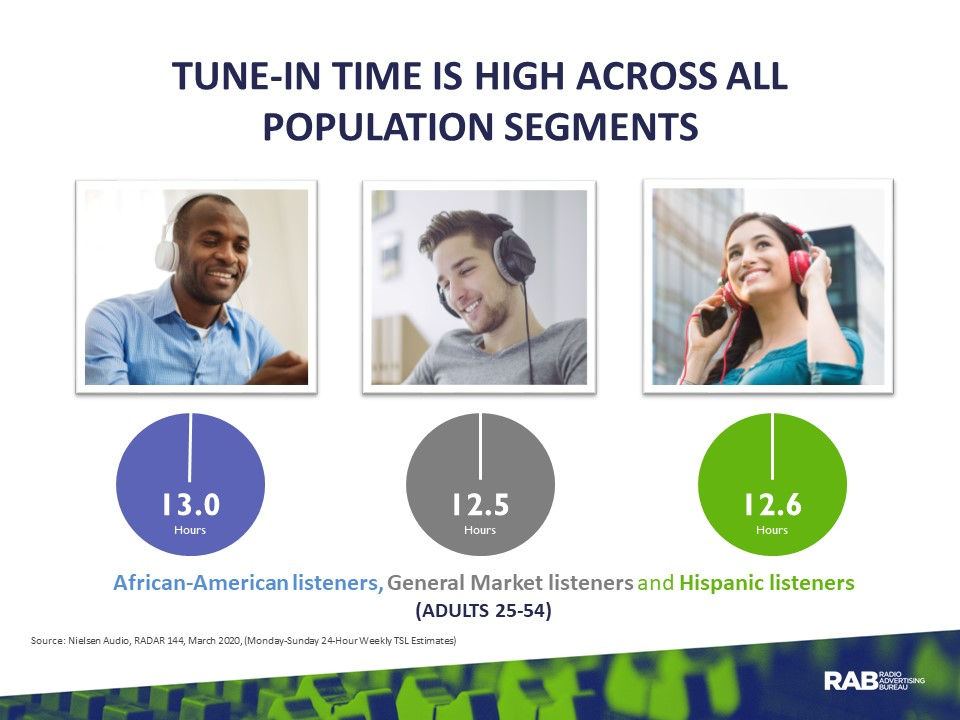 TUNE-IN TIME IS HIGH ACROSS ALL
POPULATION SEGMENTS
13.0
Hours
12.5
Hours
12.6
Hours
African-American listeners, General Market listeners and Hispanic listeners
(ADULTS 25-54)
Source: Nielsen Audio, RADAR 144, March 2020, (Monday-Sunday 24-Hour Weekly TSL Estimates)
RAB RADIO
ADVERTISING
BUREAU